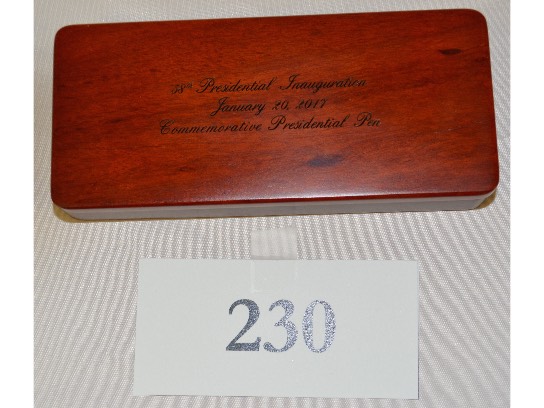 58th Presidential Inauguration
January 20, 2017
Commemorative Presidential Pen
230